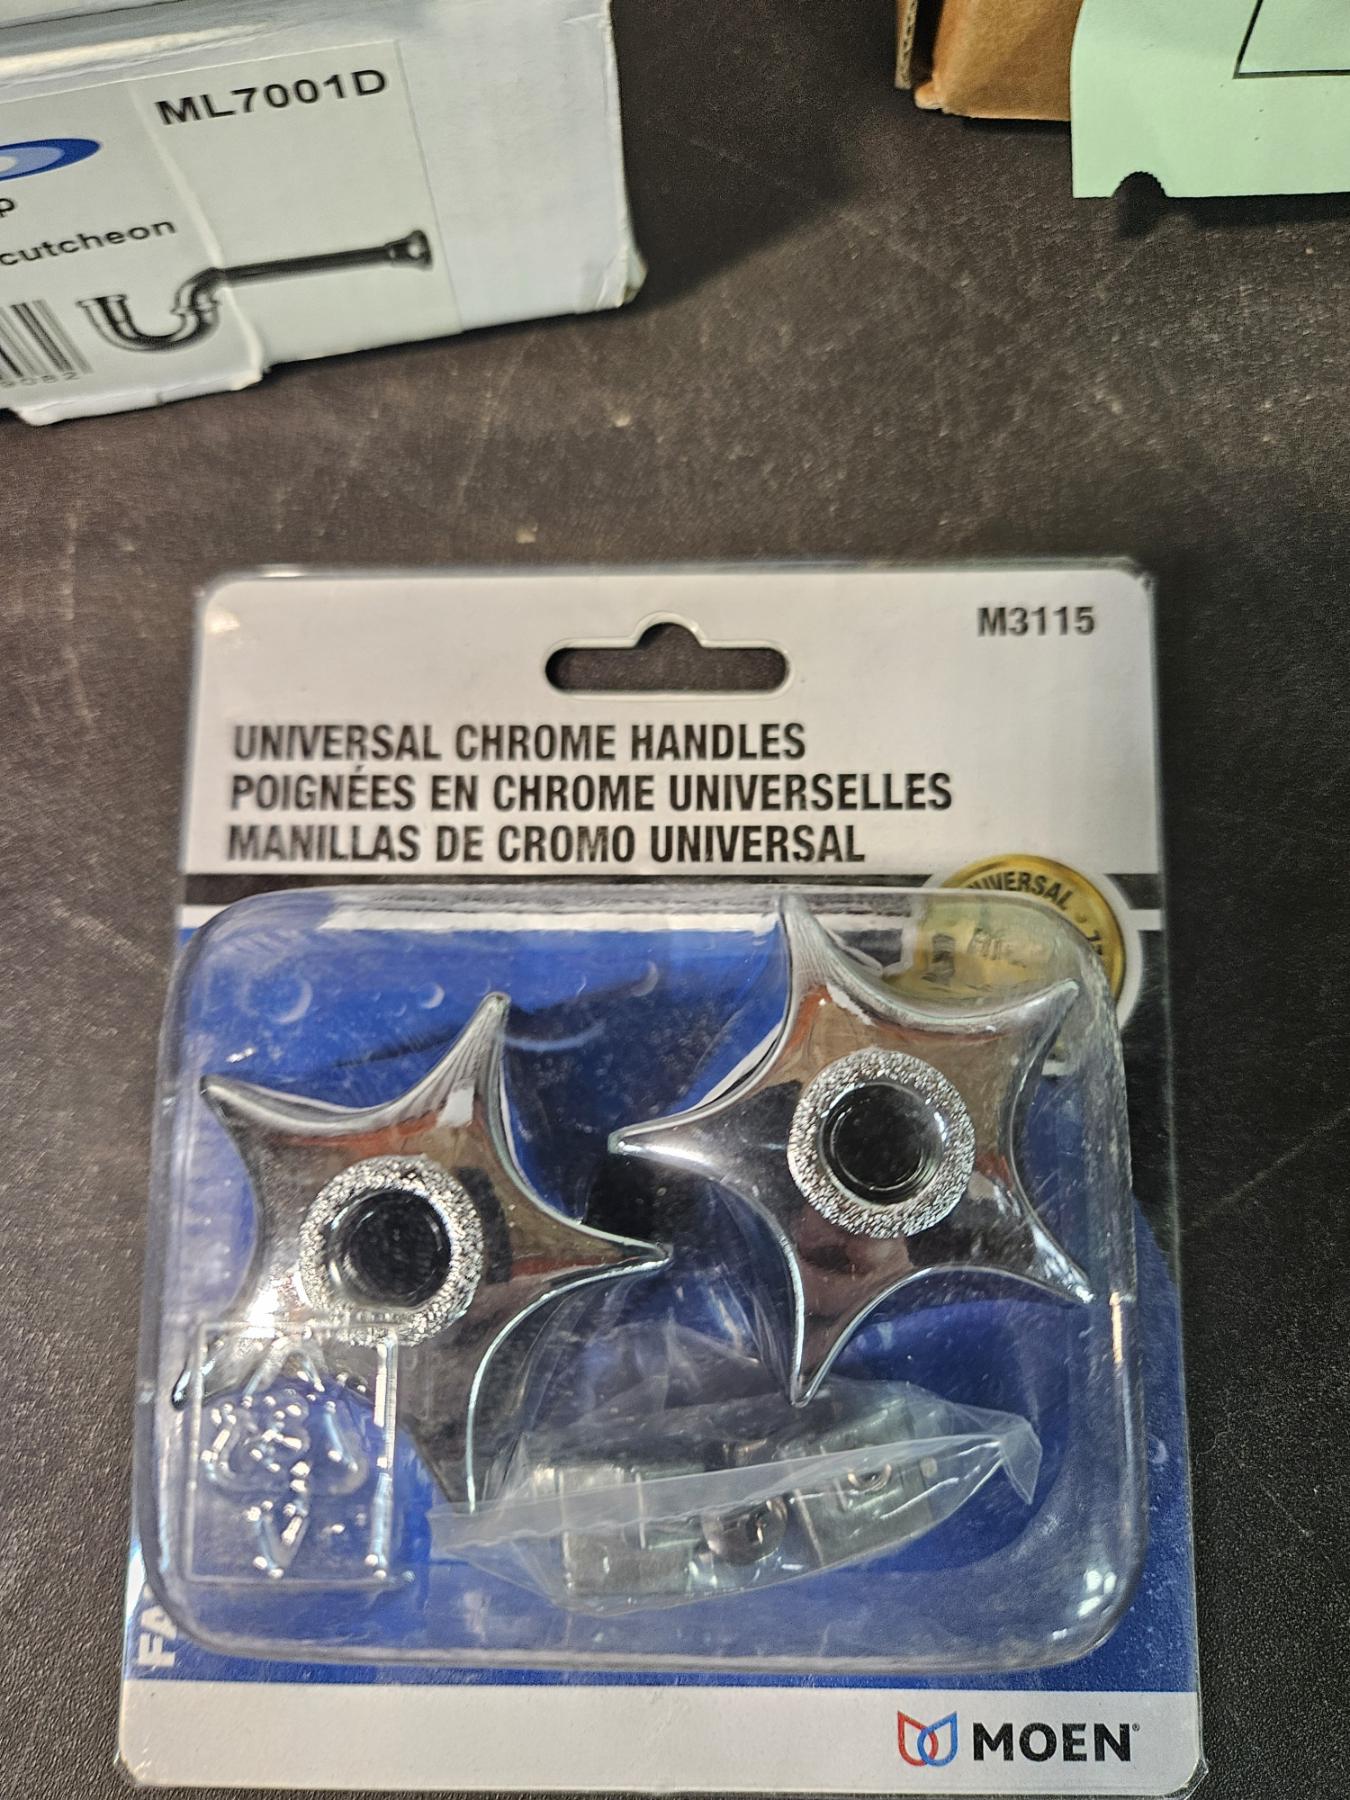 ML7001D
cutcheon
M3115
UNIVERSAL CHROME HANDLES
POIGNÉES EN CHROME UNIVERSELLES
MANILLAS DE CROMO UNIVERSAL
MOEN®